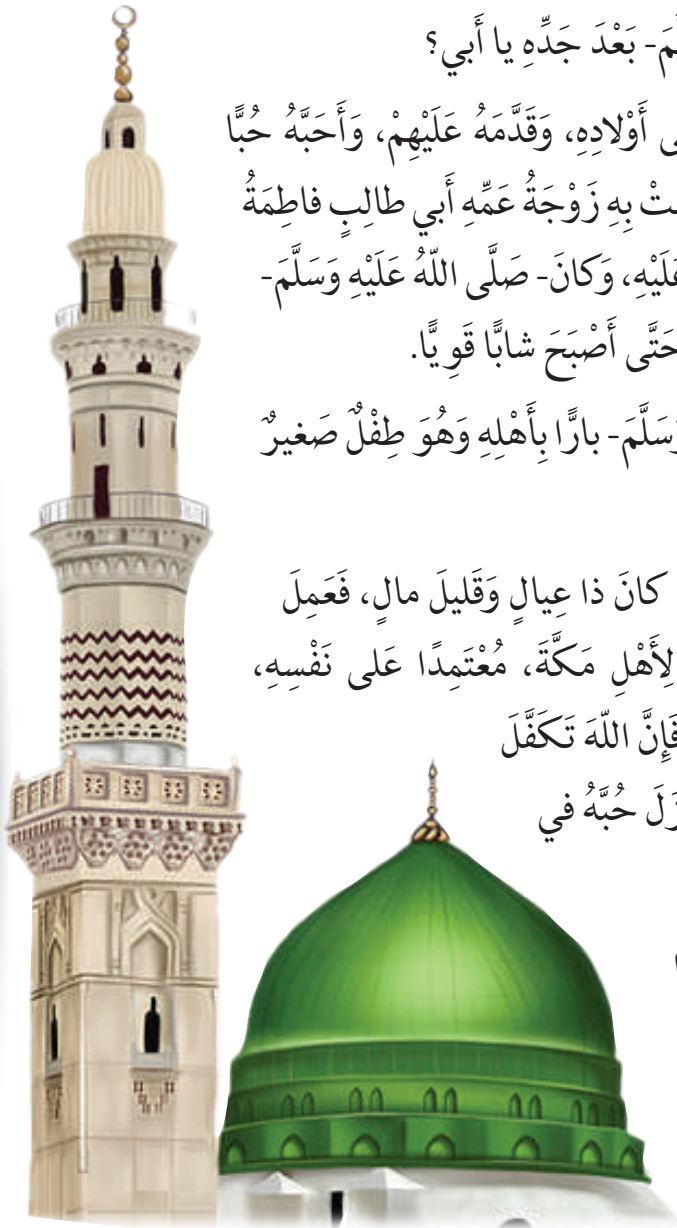 بَعْدَ جَدِّهِ يا أَبي؟
أَوْلادِهِ، وَقَدَّمَهُ عَلَيْهِمْ، وَأَحَبَّهُ حُبًّا
بِهِ زَوْجَةُ عَمِّهِ أَبي طالِبٍ فاطِمَةُ
عَلَيْهِ، وَكانَ- صَلَّى اللّهُ عَلَيْهِ وَسَلَّمَ-
حَتَّى أَصْبَحَ شابًّا قَوِيًّا.
وَسَلَّمَ- بارًّا بِأَهْلِهِ وَهُوَ طِفْلٌ صَغيرٌ
كانَ ذا عِيالٍ وَقَليلَ مالٍ، فَعَمِلَ
لِأَهْلِ مَكَّةَ، مُعْتَمِدًا عَلى نَفْسِهِ،
فَإِنَّ اللّهَ تَكَفَّلَ
حُبَّهُ في